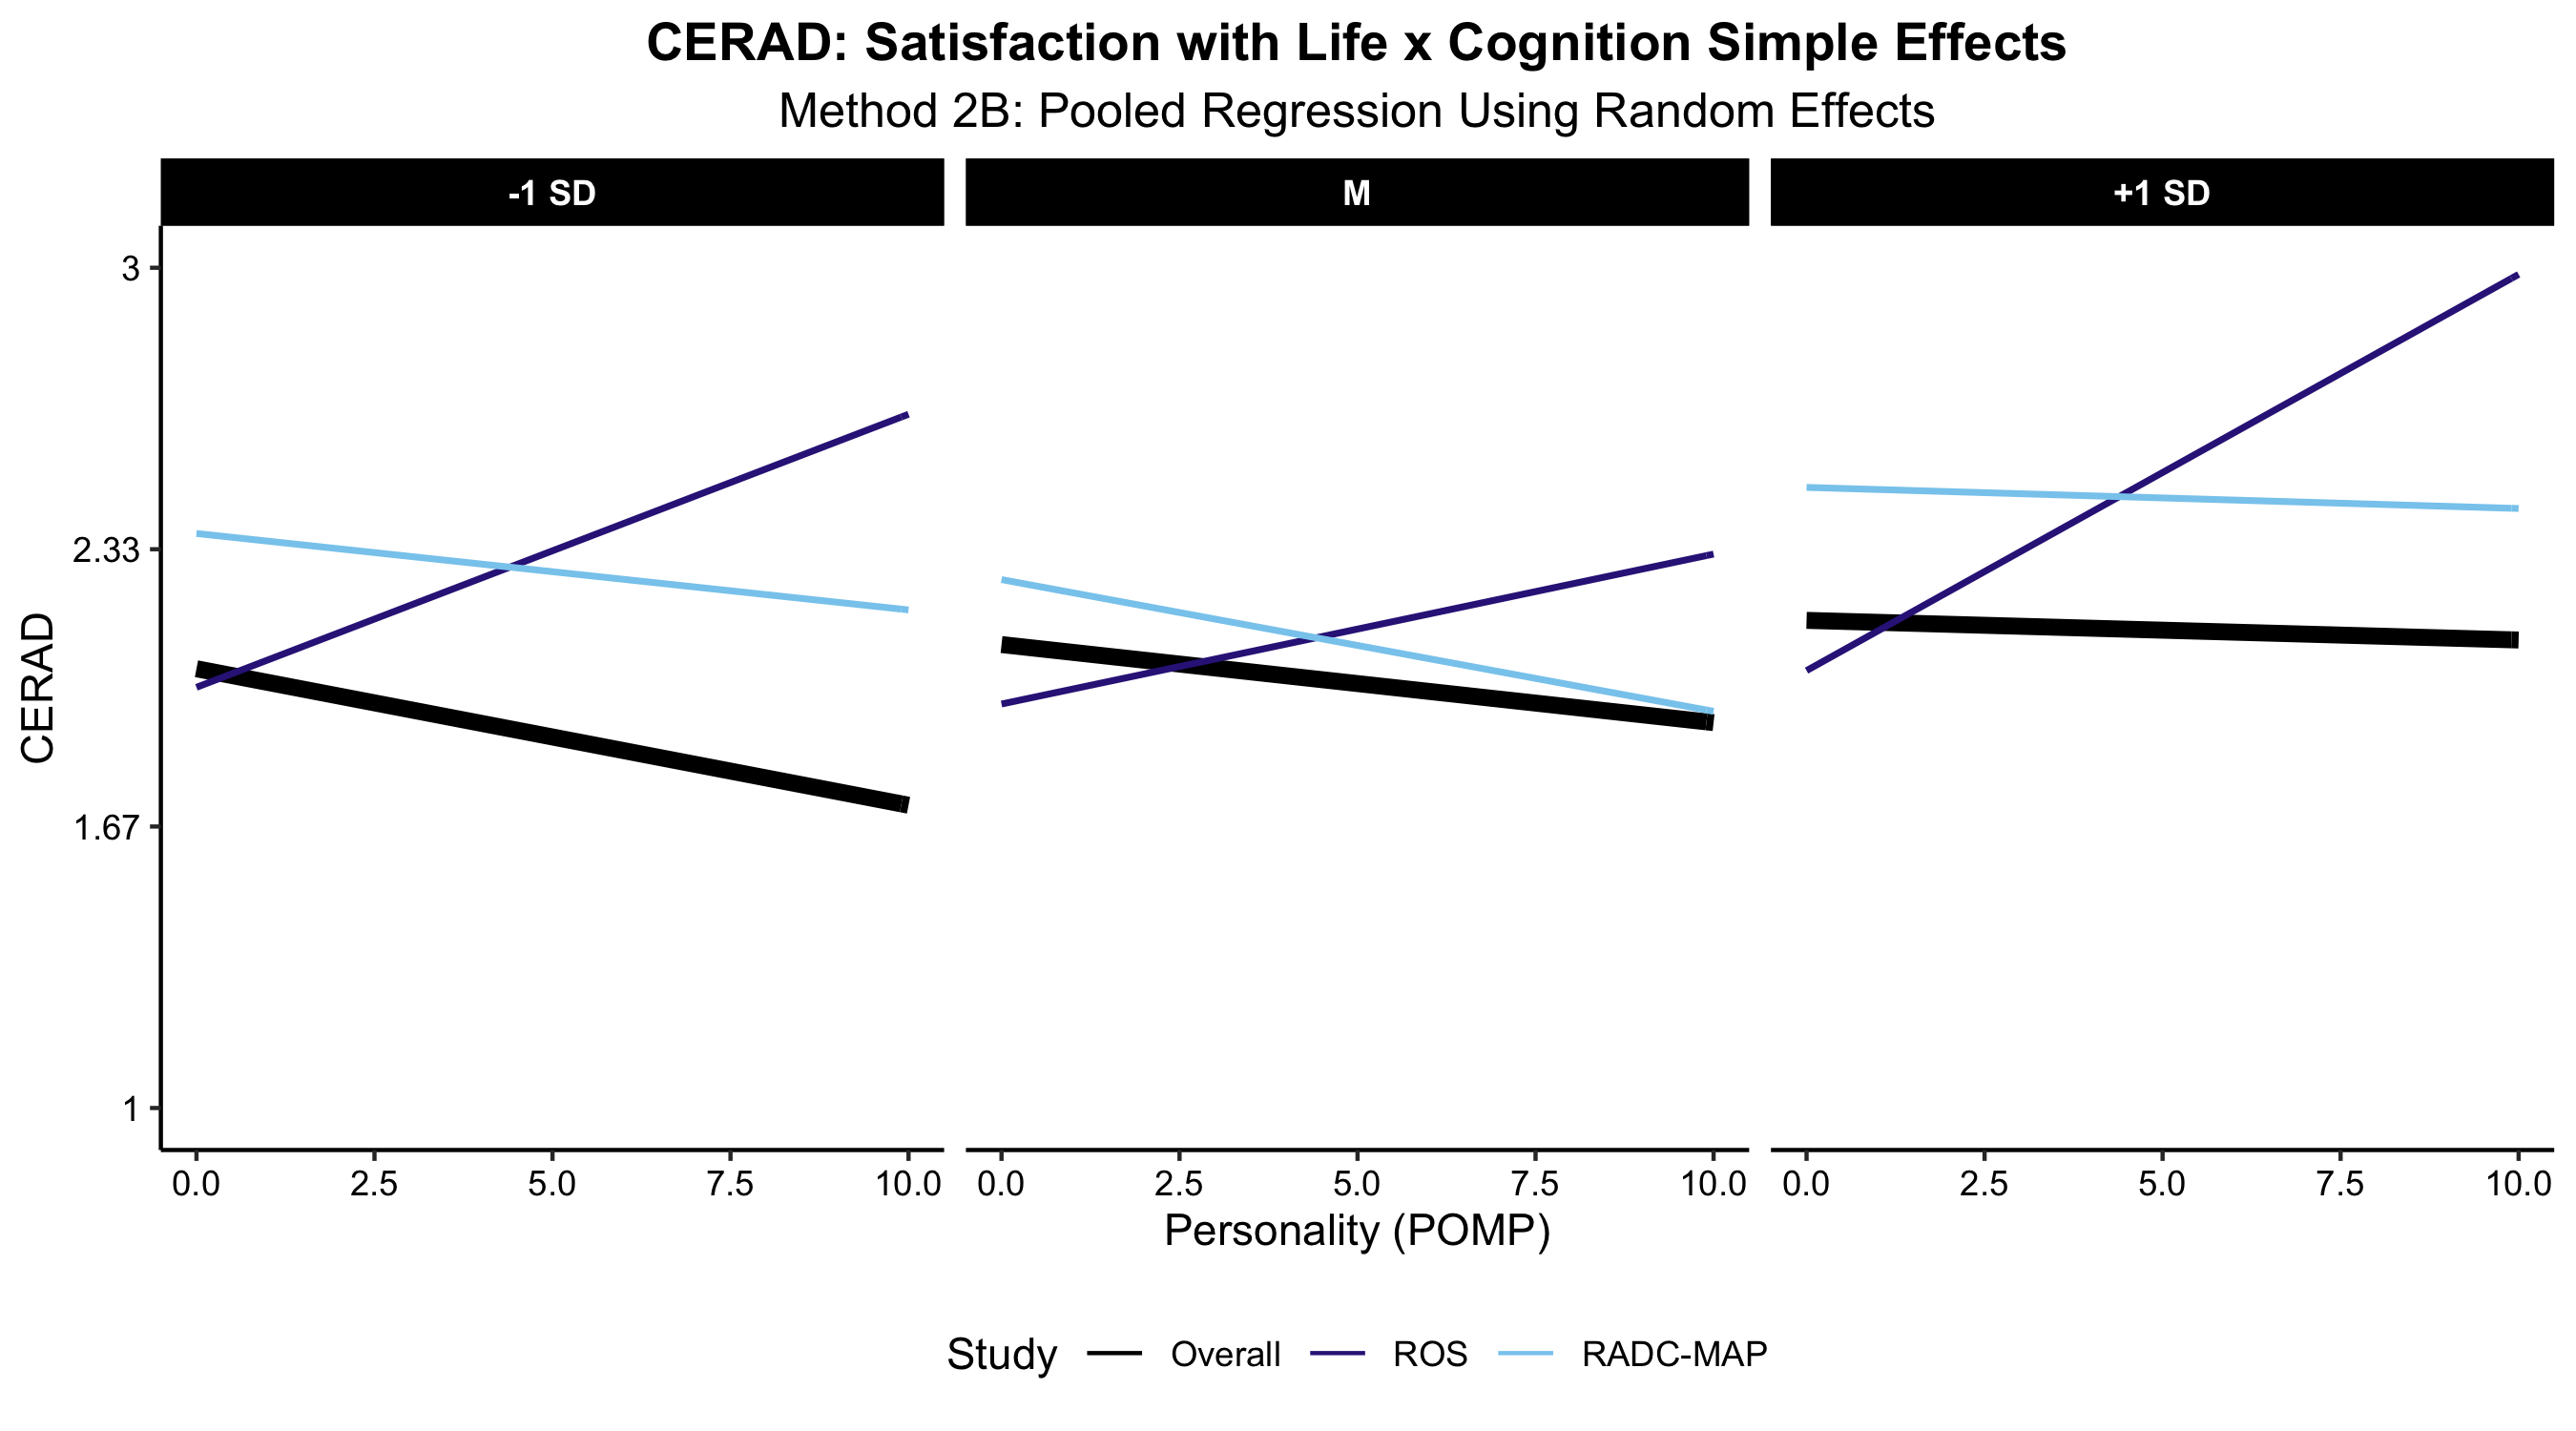 CERAD: Satisfaction with Life x Cognition Simple Effects
Method 2B: Pooled Regression Using Random Effects
-1 SD
M
+1 SD
3
2.33
1.67
1
CERAD
0.0 2.5 5.0 7.5 10.0
0.0 2.5 5.0 7.5 10.0
0.0 2.5 5.0 7.5 10.0
Personality (POMP)
Study Overall ROS RADC-MAP